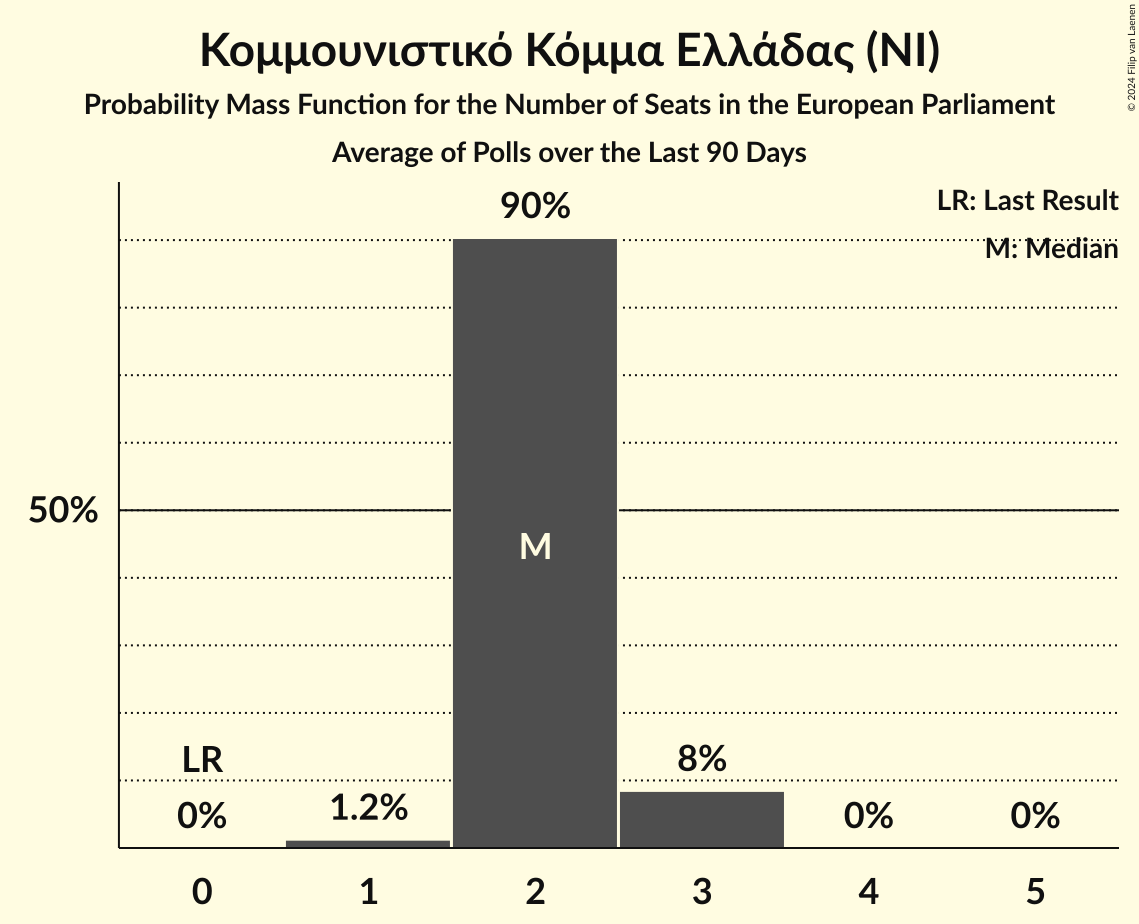 Κομμουνιστικό Κόμμα Ελλάδας (NI)
Probability Mass Function for the Number of Seats in the European Parliament
Average of Polls over the Last 90 Days
© 2024 Filip van Laenen
LR: Last Result
M: Median
90%
50%
M
LR
0%
1.2%
8%
0%
0%
0 1 2 3 4 5